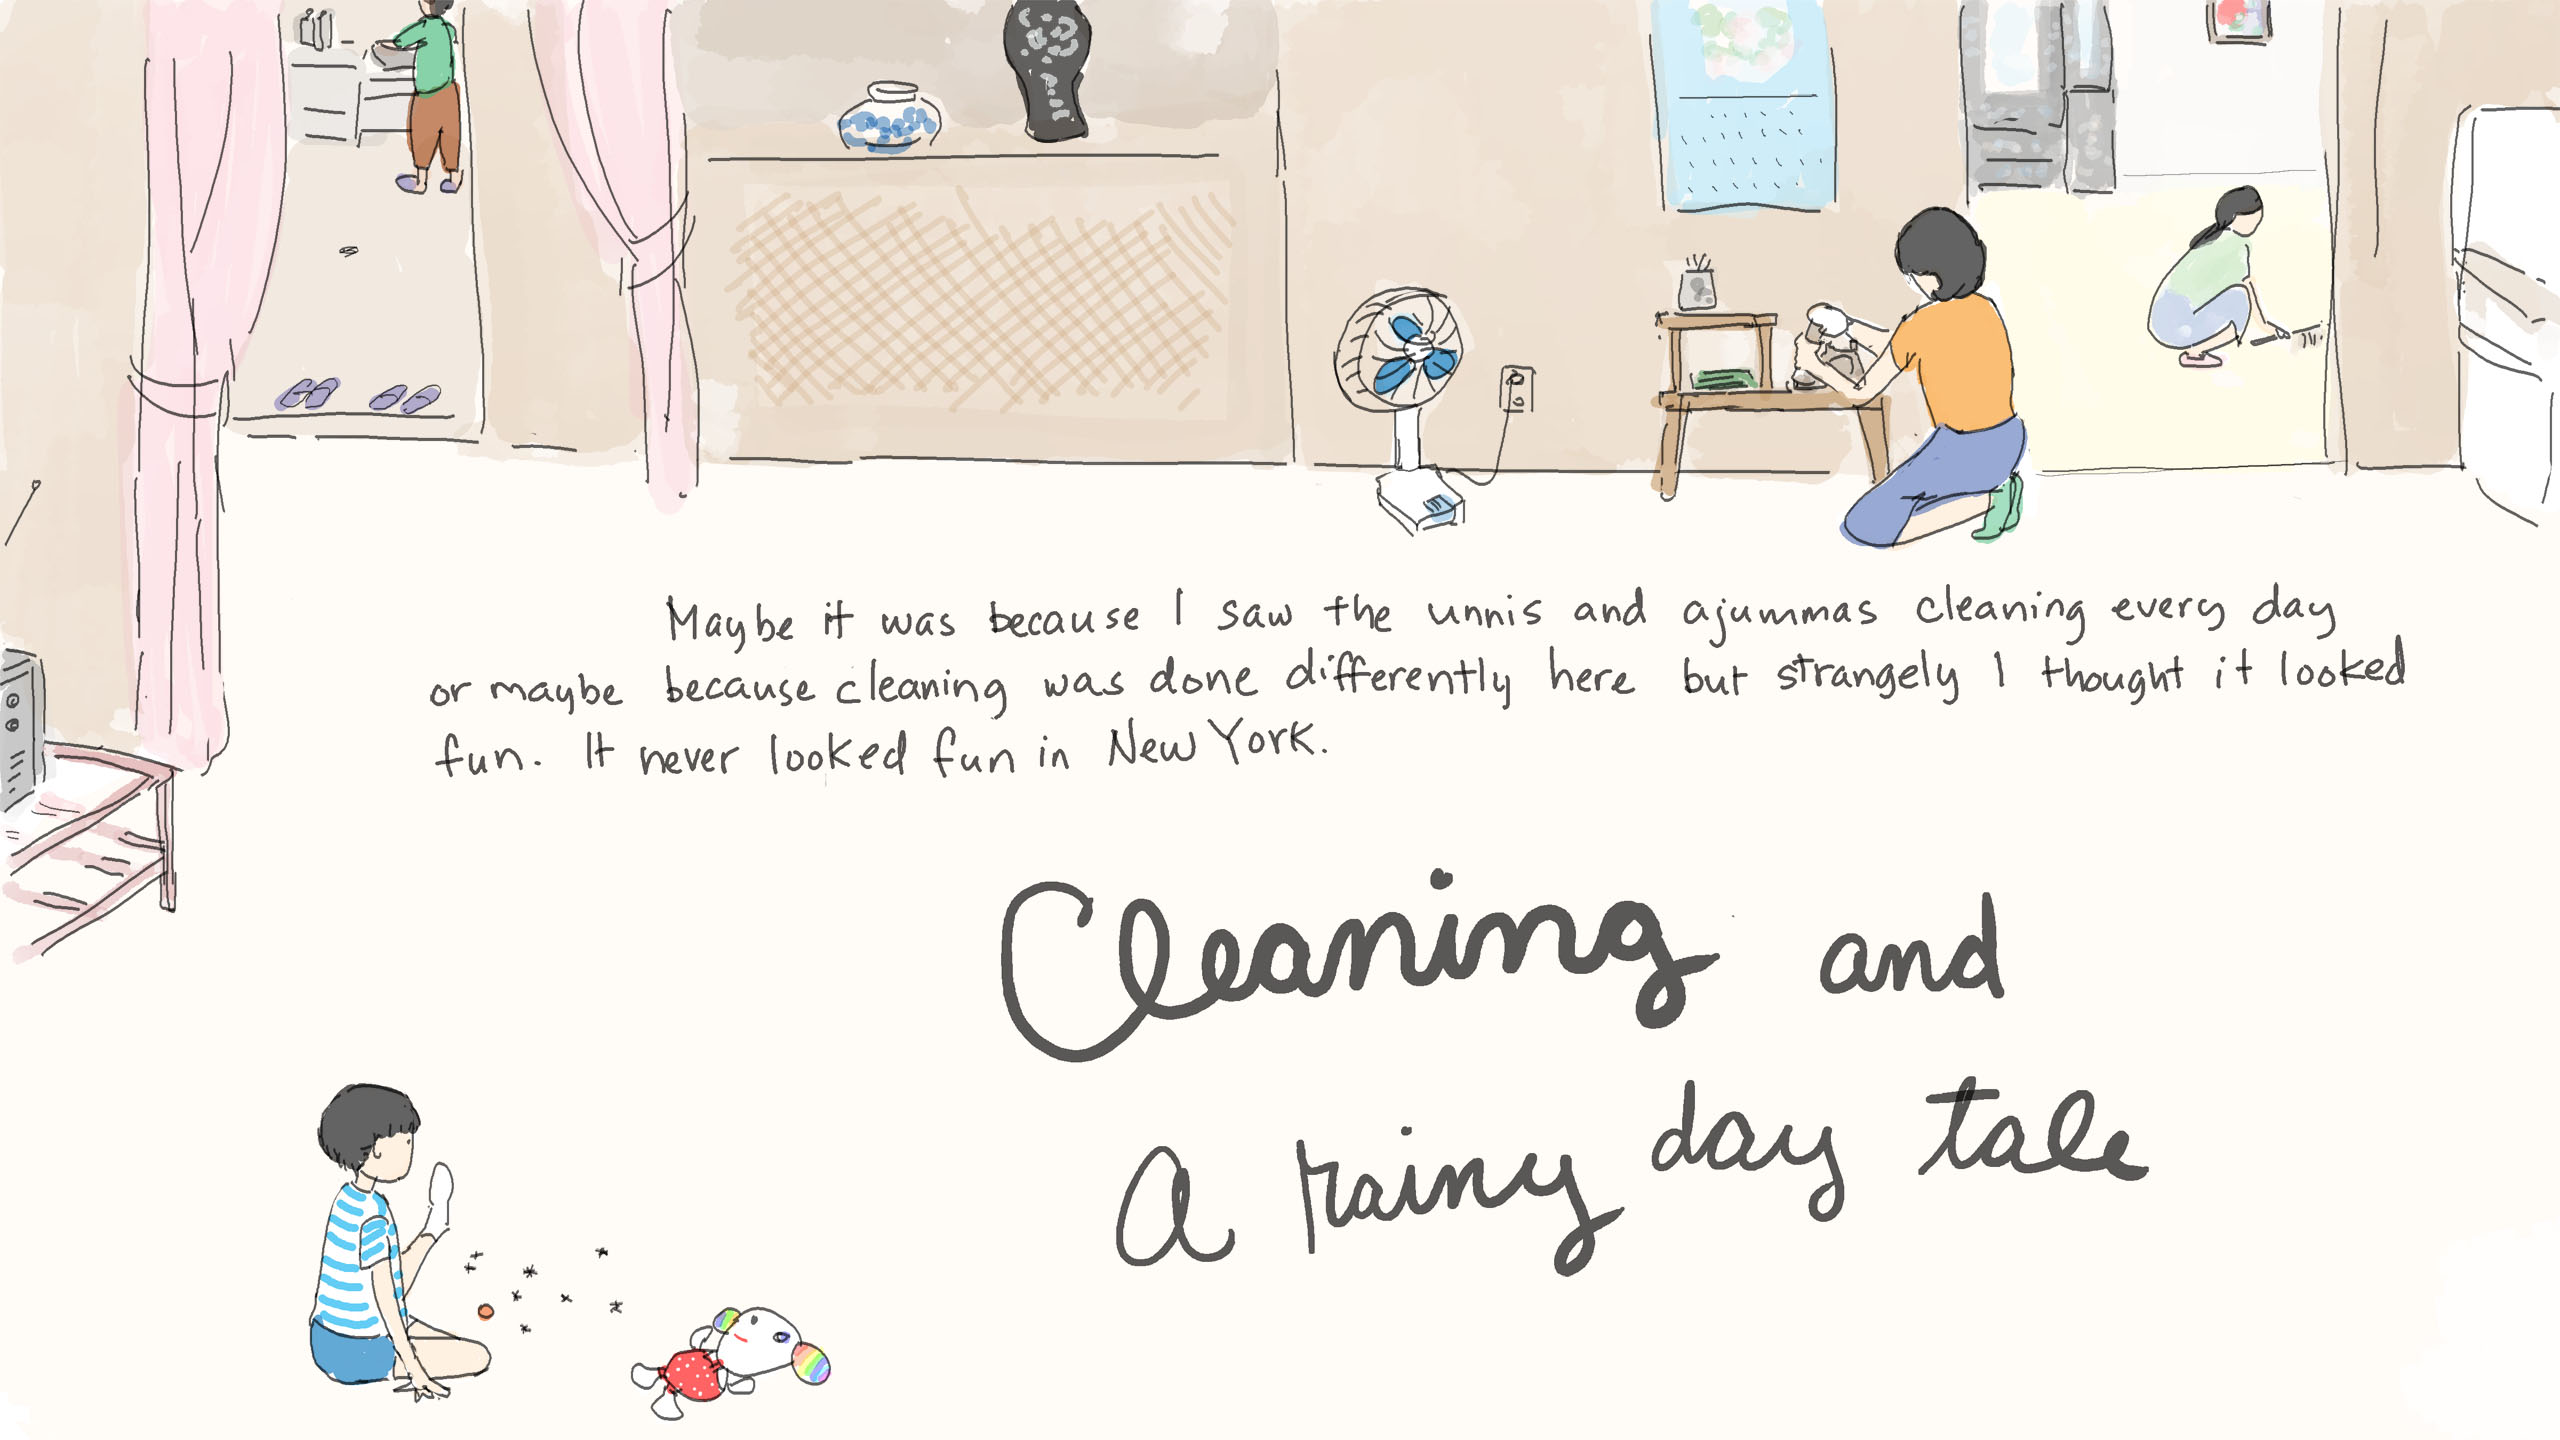 Maybe it was because I saw the unnis and ajummas cleaning every day
or maybe because cleaning was done differently here but strangely I thought it looked
fun. It never looked fun in New York.
Cleaning and
A rainy day tale